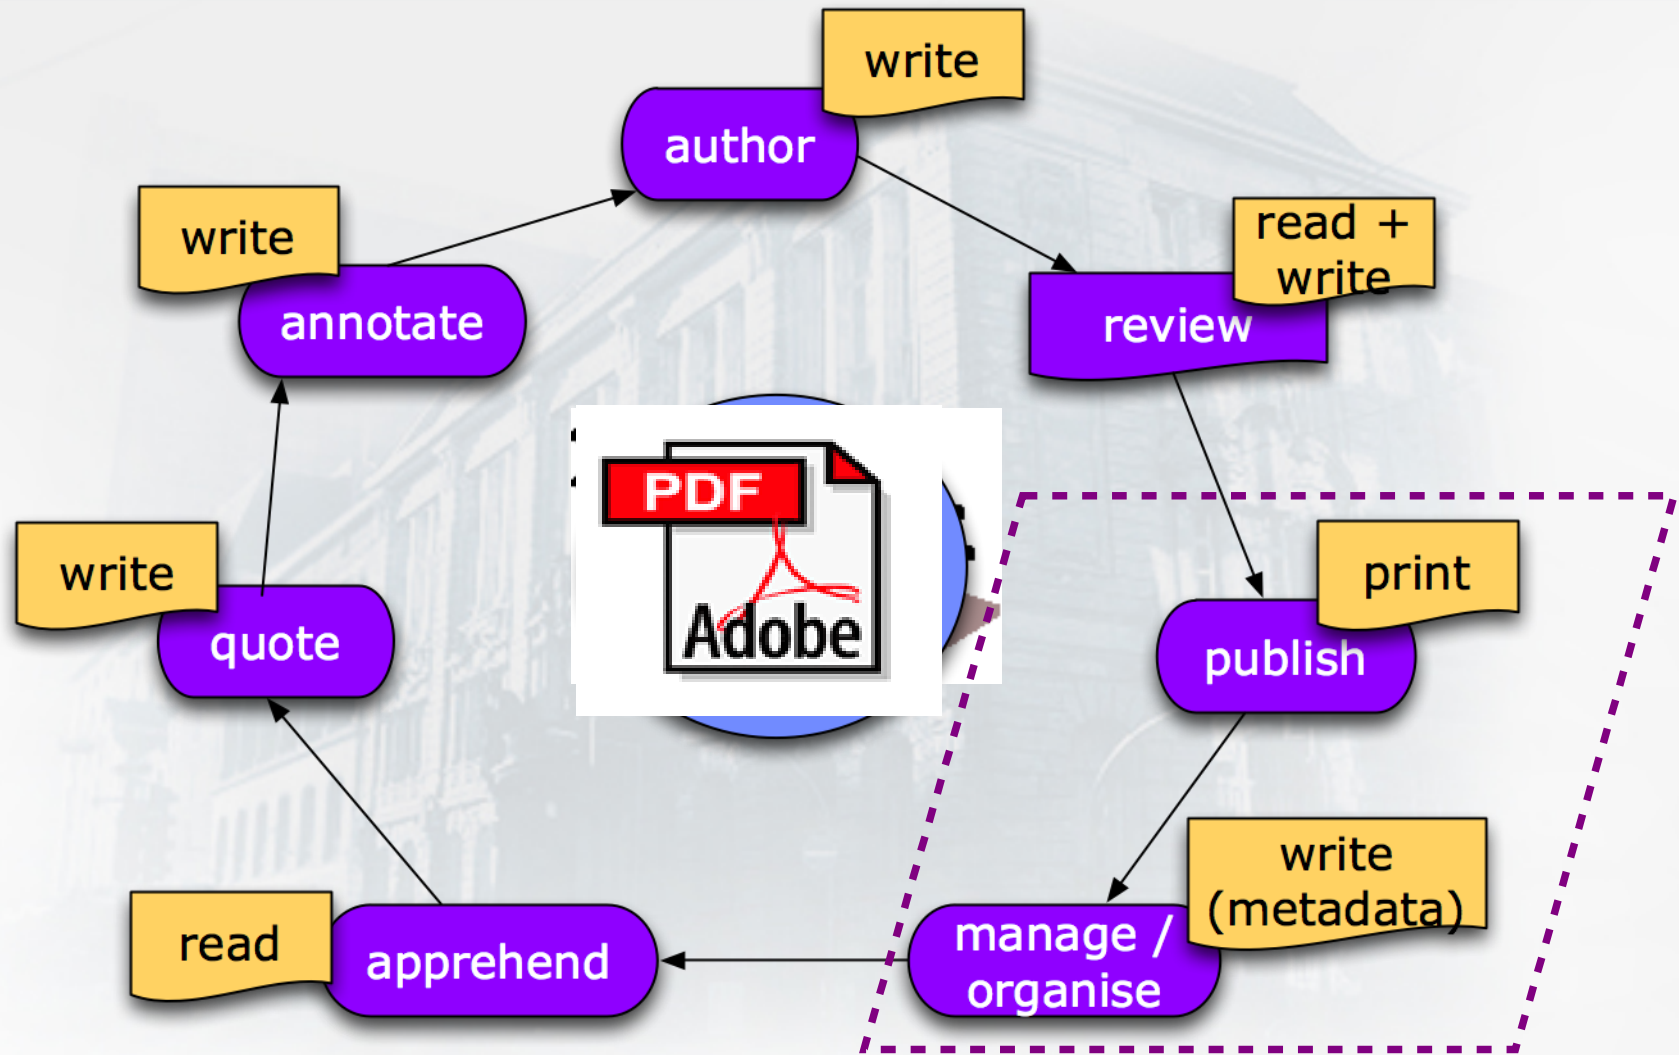 write
author
read +
write
review
write
annotate
PDF
Adobe
print
publish
write
quote
write
(metadata)
manage /
organise
read
apprehend